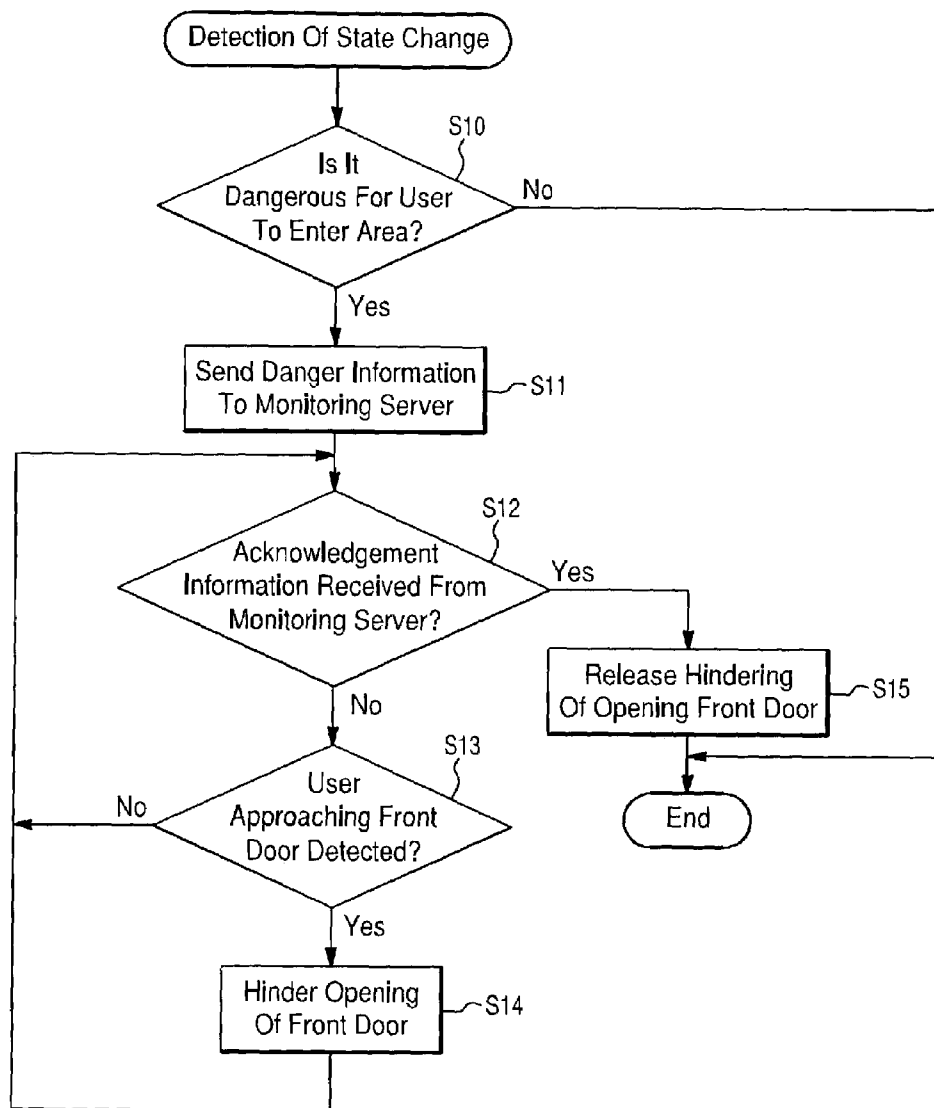 Detection Of State Change
S10
Is It
Dangerous For User
To Enter Area?
No
Yes
Send Danger Information
To Monitoring Server
S11
S12
Acknowledgement
Information Received From
Monitoring Server?
Yes
No
Release Hindering
Of Opening Front Door
S15
S13
User
Approaching Front
Door Detected?
No
Yes
End
Hinder Opening
Of Front Door
S14